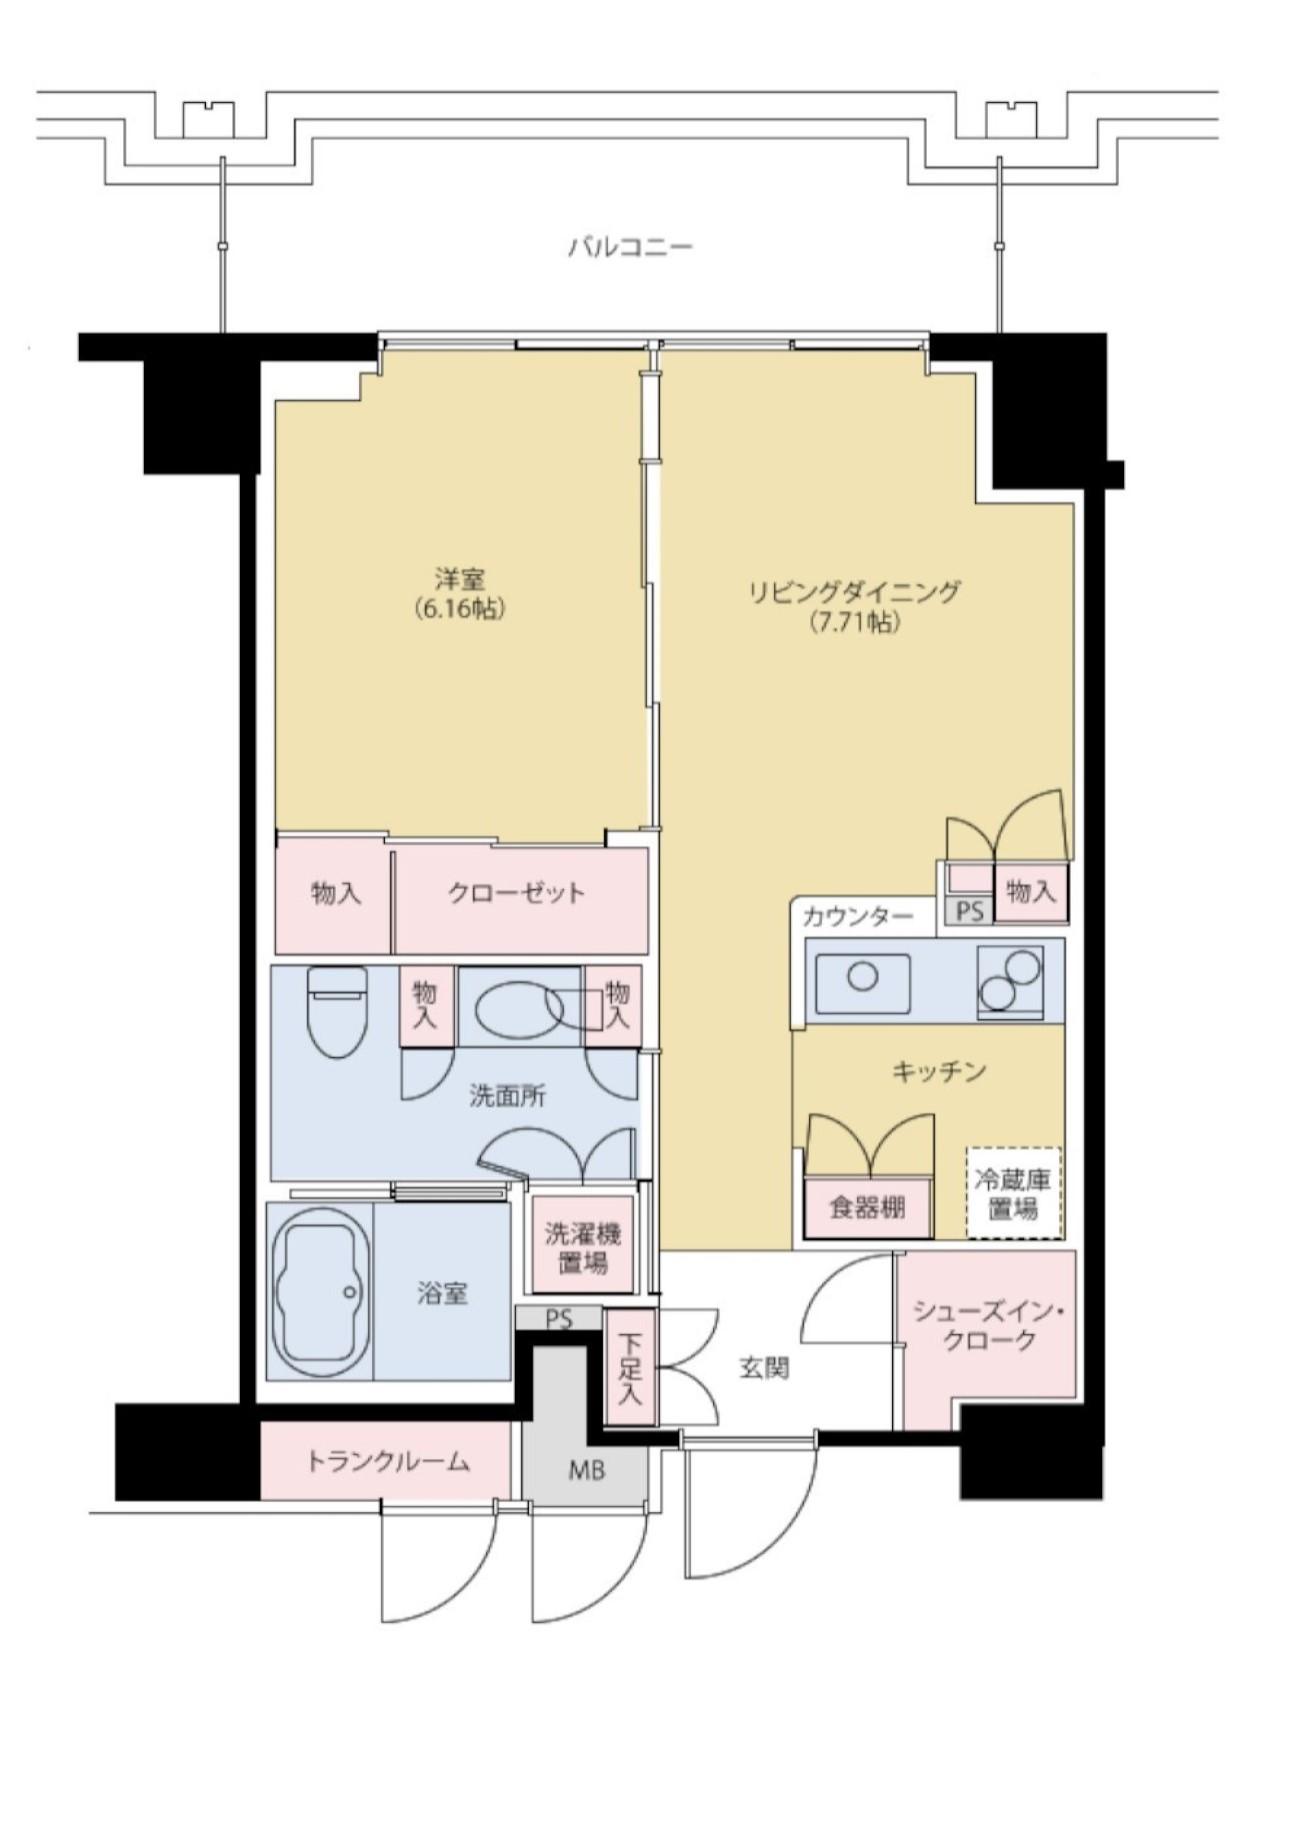 バルコニー
洋室
(6.16帖)
リビングダイニング
(7.71帖)
物入
クローゼット
カウンター
PS
物入
物入
物入
洗面所
キッチン
食器棚
冷蔵庫
置場
洗濯機
置場
浴室
PS
下足入
玄関
シューズイン・
クローク
トランクルーム
MB